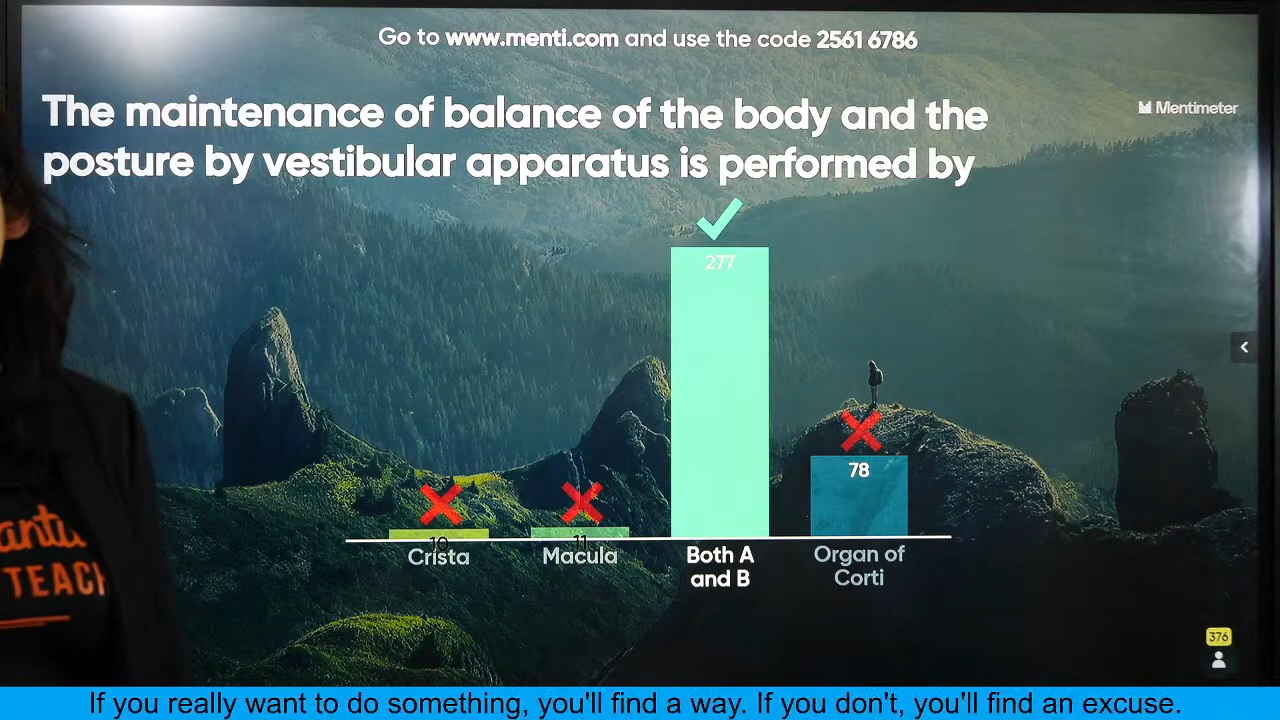 Go to www.menti.com and use the code 2561 6786
The maintenance of balance of the body and the
posture by vestibular apparatus is performed by
Mentimeter
277
78
10
11
Crista
Macula
Both A
and B
Organ of
Corti
TEACH
376
If you really want to do something, you'll find a way. If you don't, you'll find an excuse.